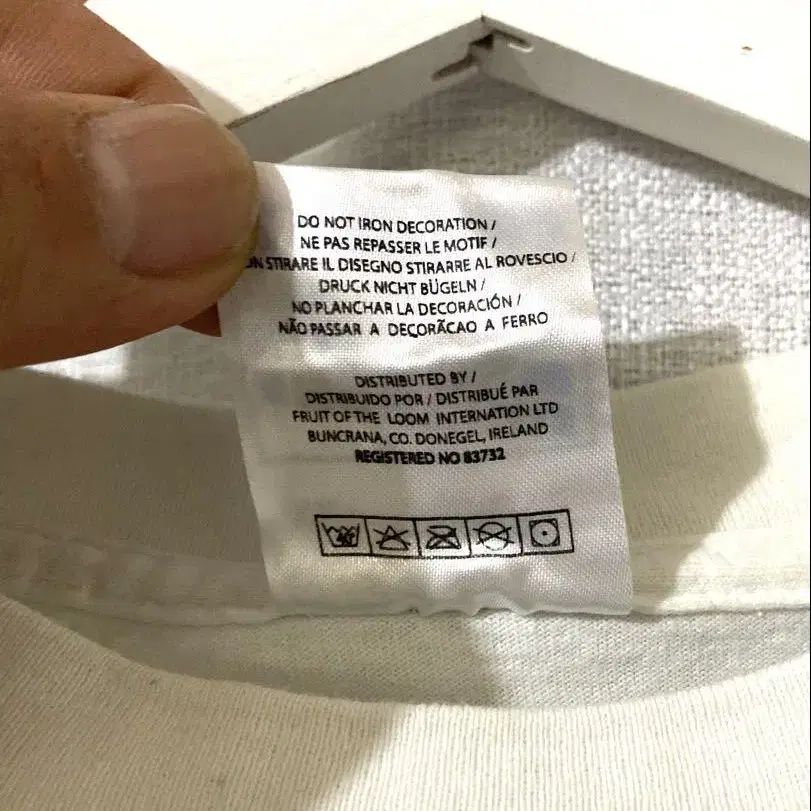 DO NOT IRON DECORATION /
NE PAS REPASSER LE MOTIF /
STIRARE IL DISEGNO STIRARRE AL ROVESCIO /
DRUCK NICHT BÜGELN /
NO PLANCHAR LA DECORACIÓN /
NÃO PASSAR A DECORÃCAO A FERRO
DISTRIBUTED BY /
DISTRIBUIDO POR / DISTRIBUÉ PAR
FRUIT OF THE LOOM INTERNATION LTD
BUNCRANA, CO. DONEGEL, IRELAND
REGISTERED NO 83732